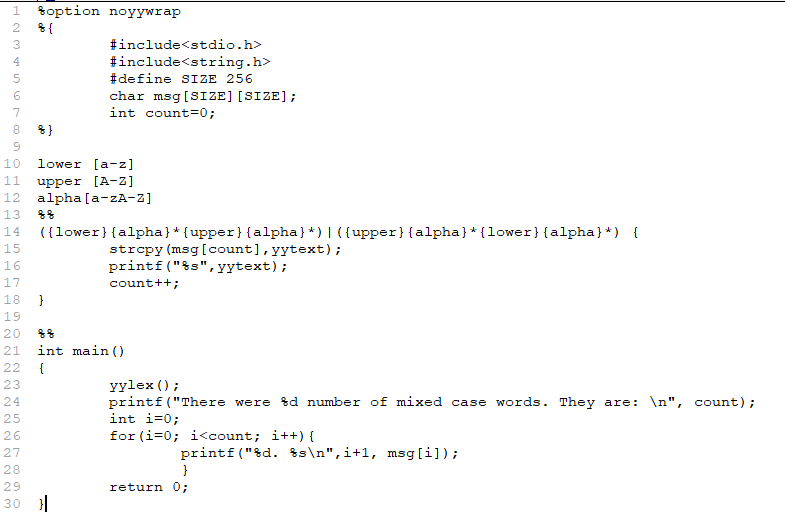 1 %option noyywrap
2 %{
3 #include<stdio.h>
4 #include<string.h>
5 #define SIZE 256
6 char msg[SIZE][SIZE];
7 int count=0;
8 %}
9
10 lower [a-z]
11 upper [A-Z]
12 alpha[a-zA-Z]
13 %%
14 ({lower}{alpha}*{upper}{alpha}*)|({upper}{alpha}*{lower}{alpha}*) {
15 strcpy(msg[count],yytext);
16 printf("%s",yytext);
17 count++;
18 }
19
20 %%
21 int main()
22 {
23 yylex();
24 printf("There were %d number of mixed case words. They are: \n", count);
25 int i=0;
26 for(i=0; i<count; i++){
27 printf("%d. %s\n",i+1, msg[i]);
28 }
29 return 0;
30 }